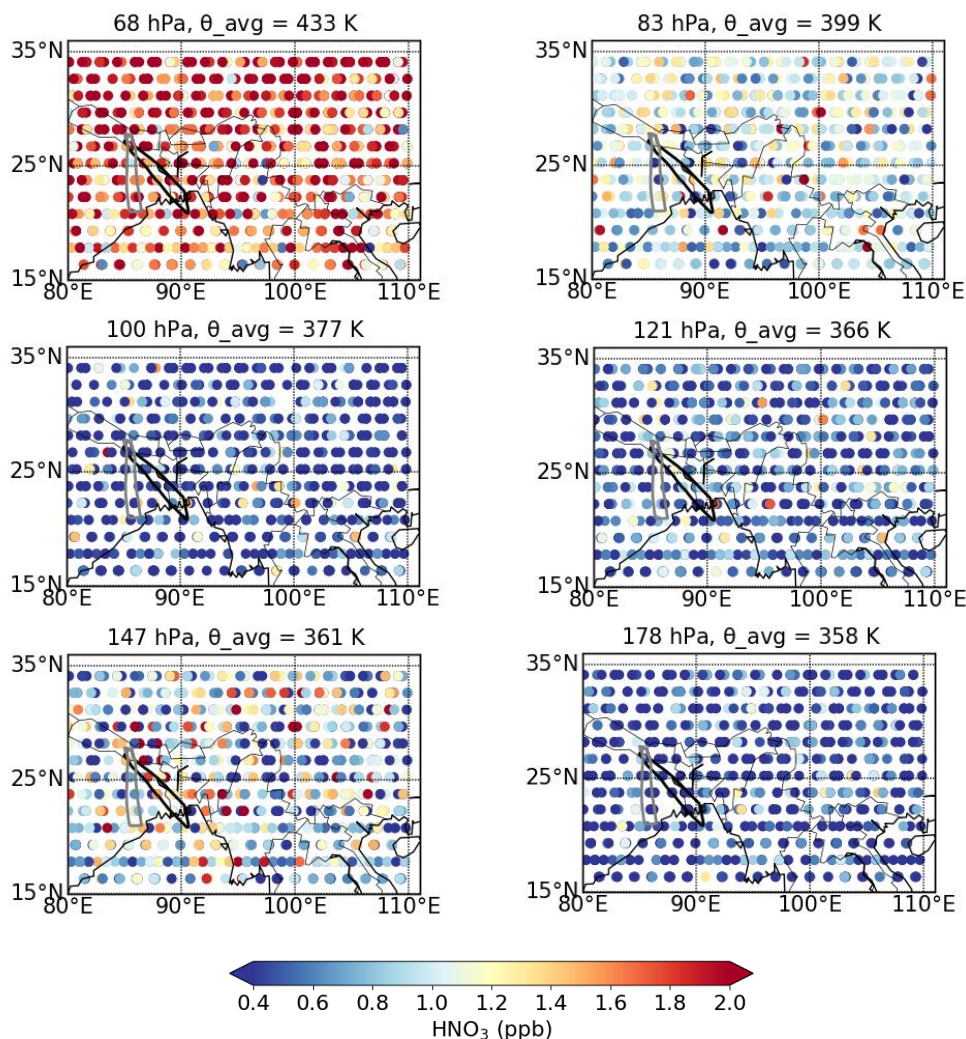 68 hPa, θ_avg = 433 K
83 hPa, θ_avg = 399 K
35°N
25°N
15°N
80°E
90°E
100°E
110°E
35°N
25°N
15°N
80°E
90°E
100°E
110°E
100 hPa, θ_avg = 377 K
121 hPa, θ_avg = 366 K
35°N
25°N
15°N
80°E
90°E
100°E
110°E
35°N
25°N
15°N
80°E
90°E
100°E
110°E
147 hPa, θ_avg = 361 K
178 hPa, θ_avg = 358 K
35°N
25°N
15°N
80°E
90°E
100°E
110°E
35°N
25°N
15°N
80°E
90°E
100°E
110°E
0.4 0.6 0.8 1.0 1.2 1.4 1.6 1.8 2.0
HNO₃ (ppb)